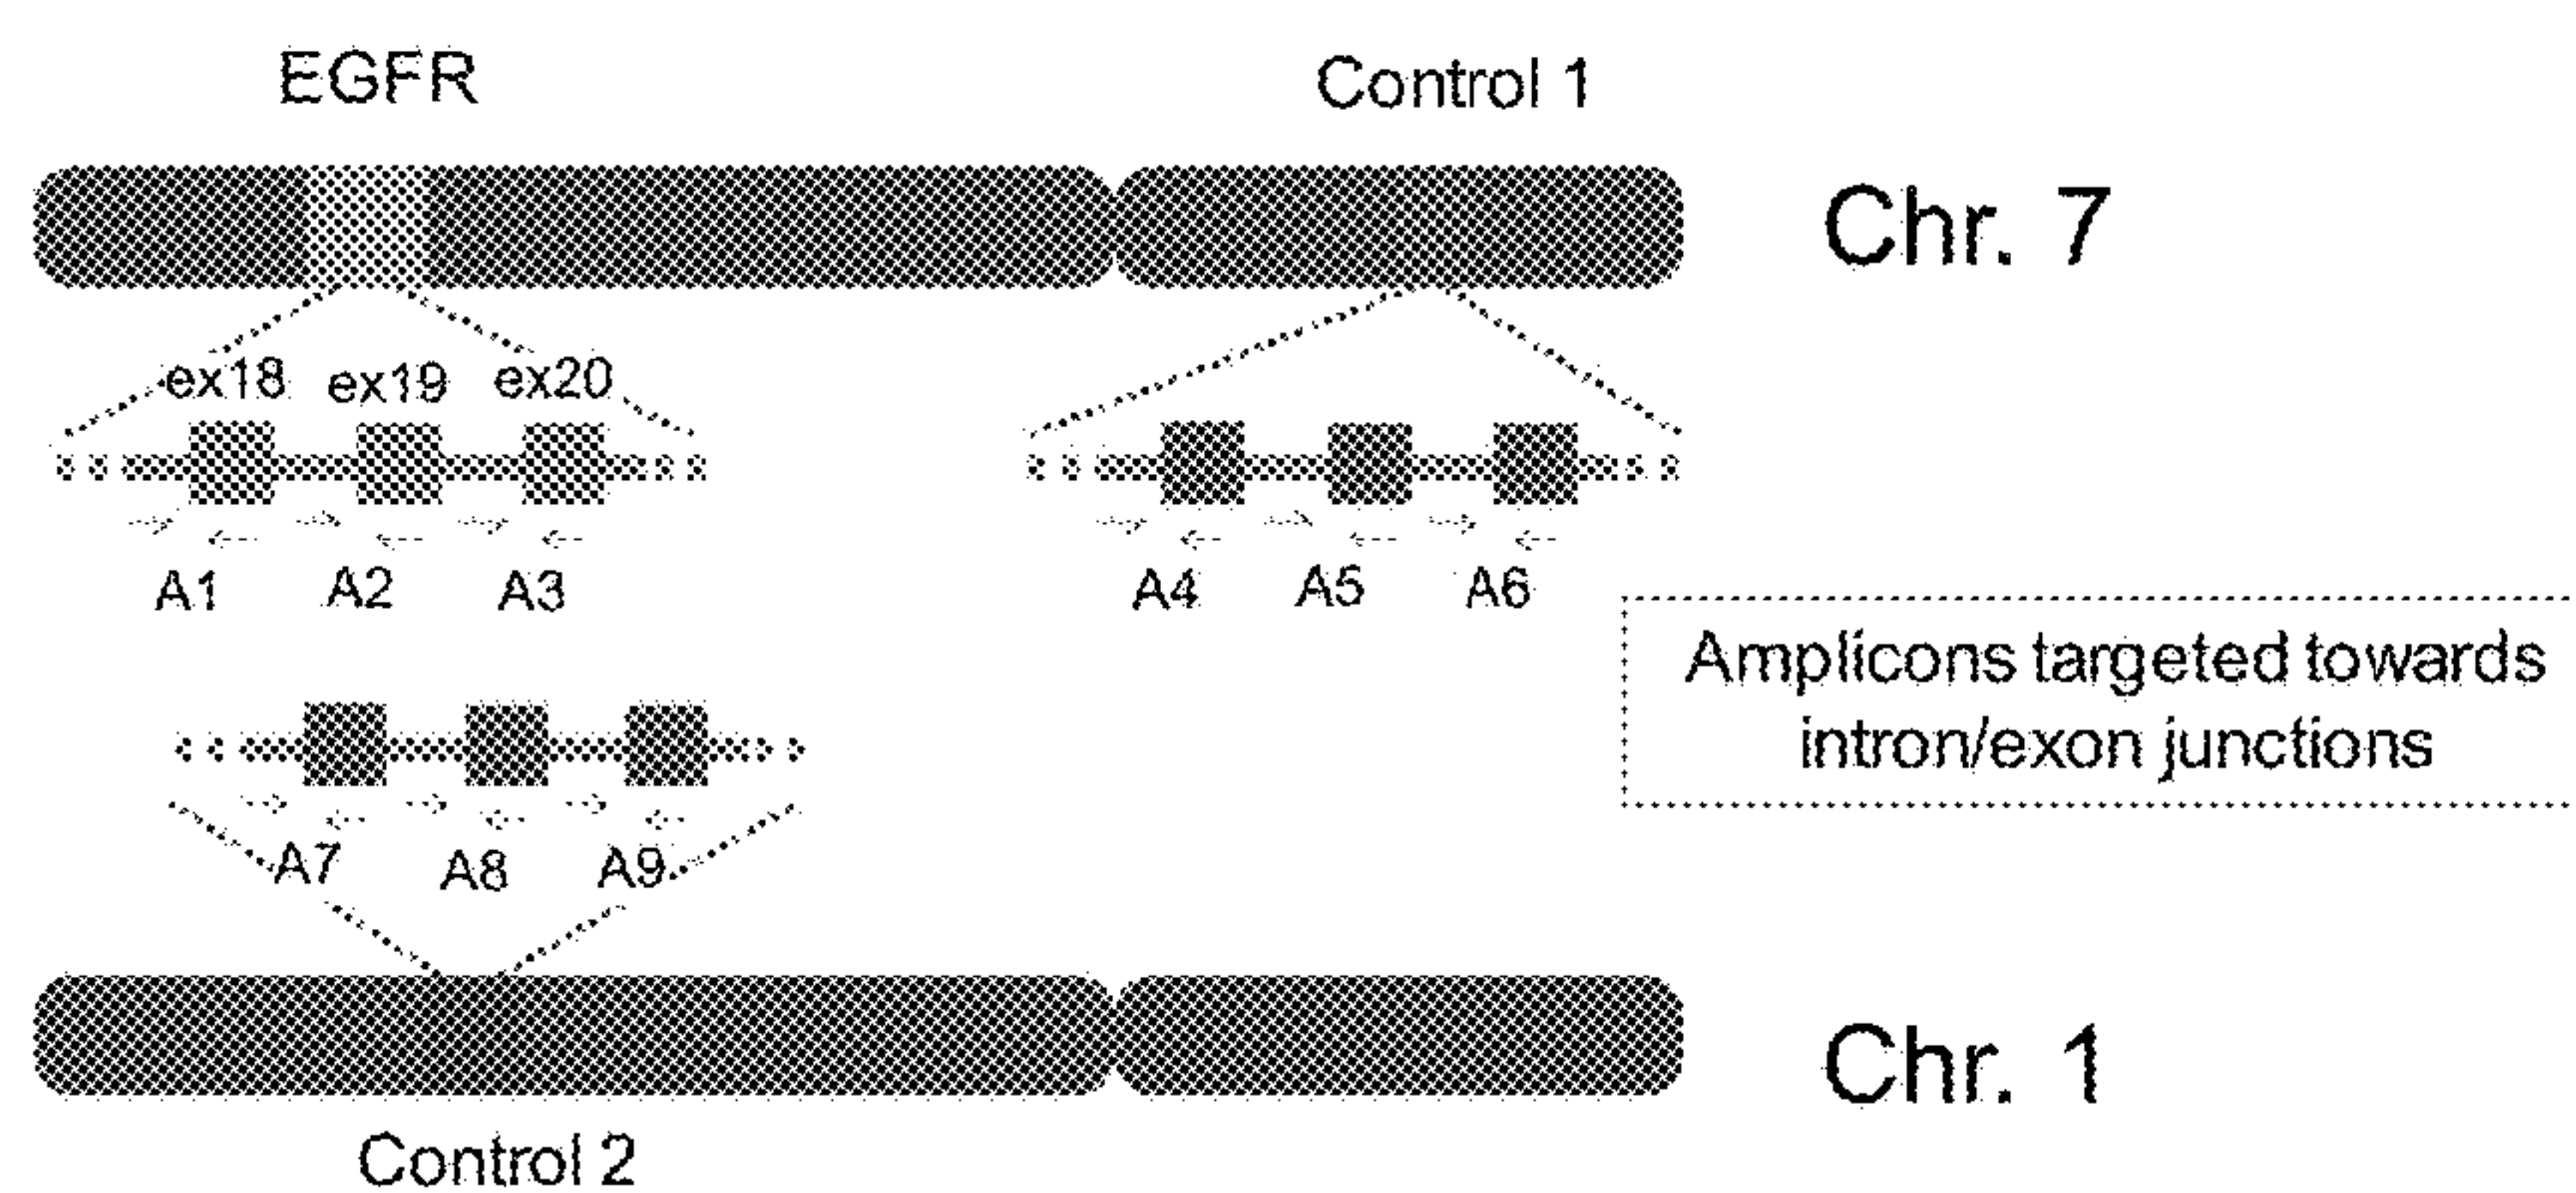 EGFR
Control 1
Chr. 7
ex18 ex19 ex20
A1 A2 A3
A4 A5 A6
Amplicons targeted towards
intron/exon junctions
A7 A8 A9
Chr. 1
Control 2